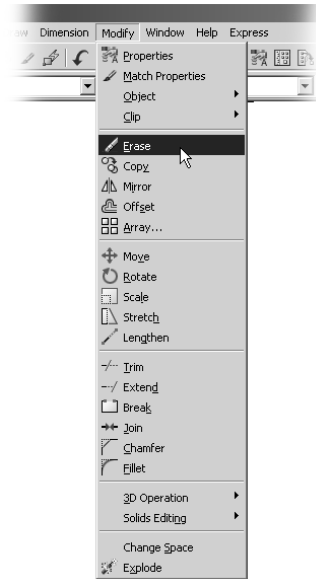 Dimension Modify Window Help Express
Properties
Match Properties
Object
Clip
Erase
Copy
Mirror
Offset
Array...
Move
Rotate
Scale
Stretch
Lengthen
Trim
Extend
Break
Join
Chamfer
Fillet
3D Operation
Solids Editing
Change Space
Explode